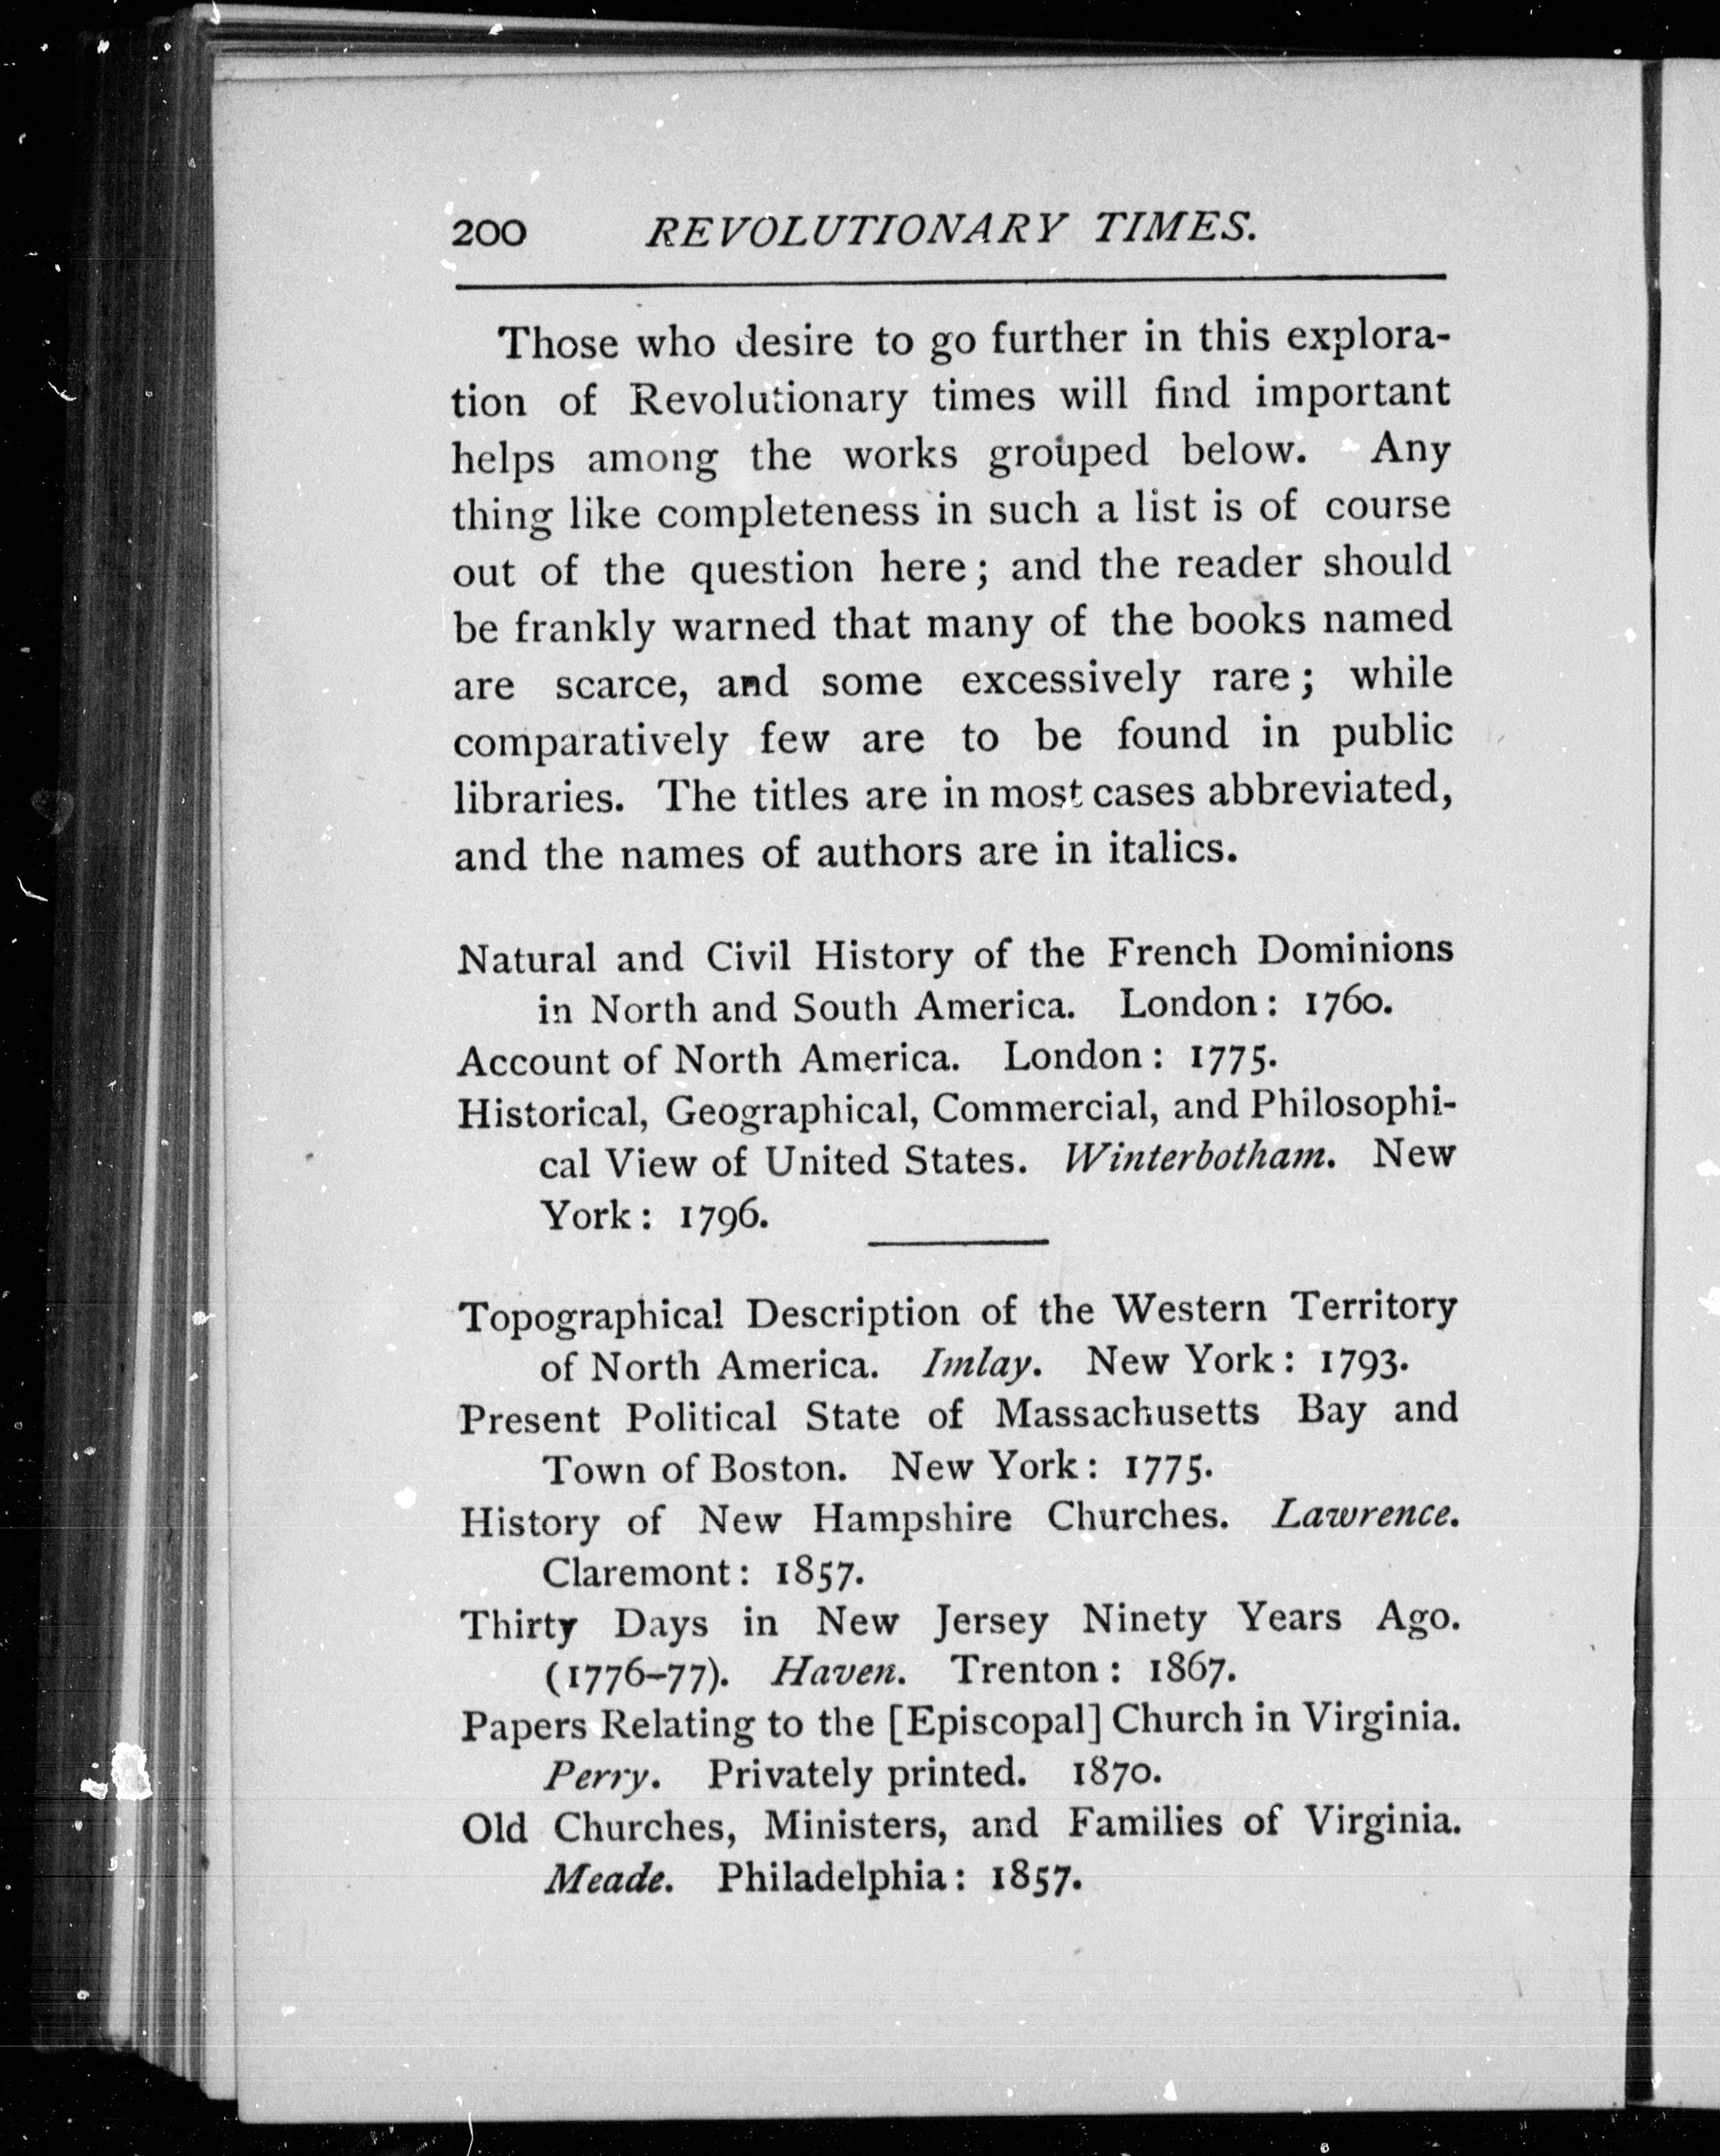 200 REVOLUTIONARY TIMES.
Those who desire to go further in this explora-
tion of Revolutionary times will find important
helps among the works grouped below. Any
thing like completeness in such a list is of course
out of the question here; and the reader should
be frankly warned that many of the books named
are scarce, and some excessively rare; while
comparatively few are to be found in public
libraries. The titles are in most cases abbreviated,
and the names of authors are in italics.
Natural and Civil History of the French Dominions
in North and South America. London: 1760.
Account of North America. London: 1775.
Historical, Geographical, Commercial, and Philosophi-
cal View of United States. Winterbotham. New
York: 1796.
Topographical Description of the Western Territory
of North America. Imlay. New York: 1793.
Present Political State of Massachusetts Bay and
Town of Boston. New York: 1775.
History of New Hampshire Churches. Lawrence.
Claremont: 1857.
Thirty Days in New Jersey Ninety Years Ago.
(1776–77). Haven. Trenton: 1867.
Papers Relating to the [Episcopal] Church in Virginia.
Perry. Privately printed. 1870.
Old Churches, Ministers, and Families of Virginia.
Meade. Philadelphia: 1857.